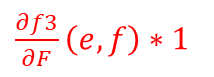 ∂f3/∂F (e, f) * 1